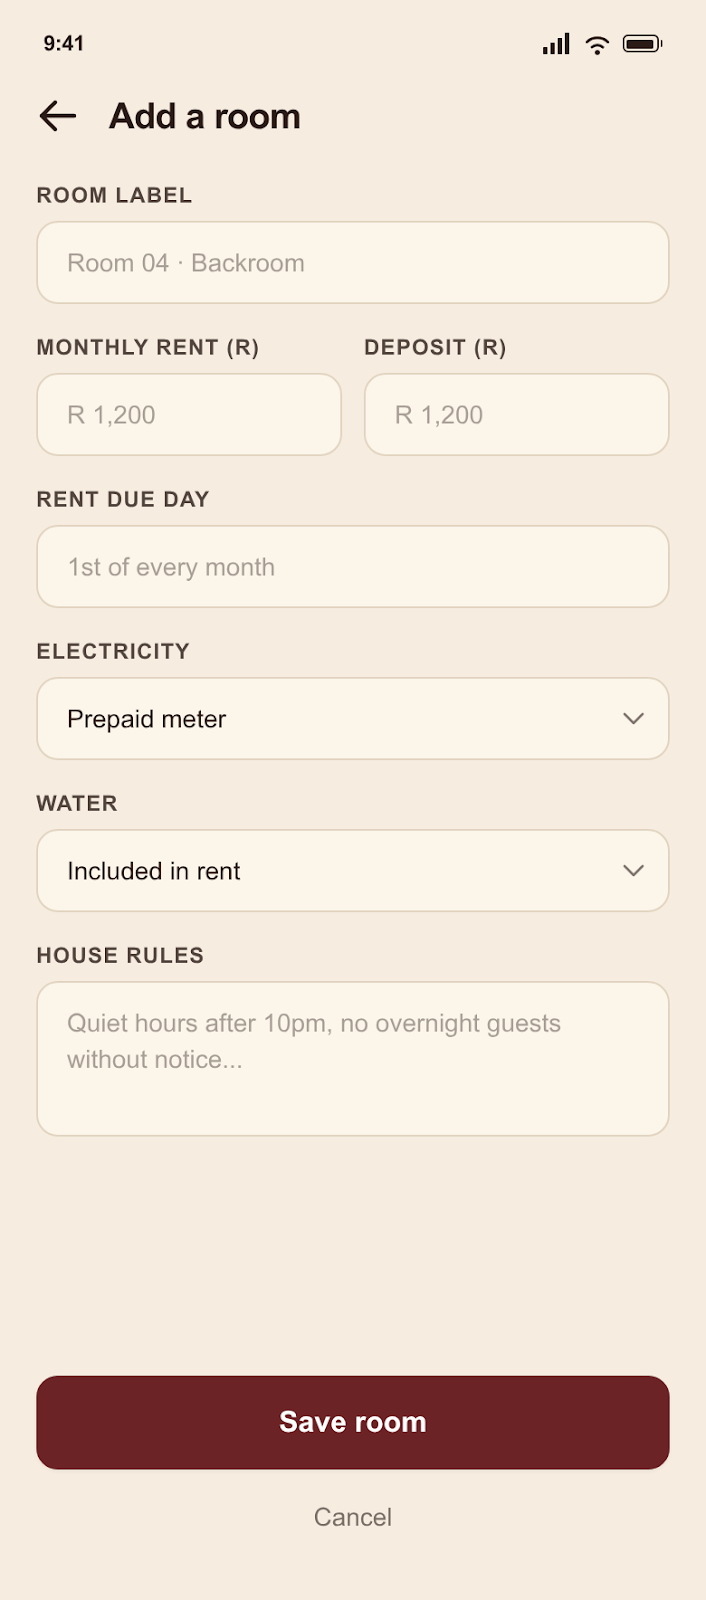 9:41
Add a room
ROOM LABEL
Room 04 · Backroom
MONTHLY RENT (R)
DEPOSIT (R)
R 1,200
R 1,200
RENT DUE DAY
1st of every month
ELECTRICITY
Prepaid meter
WATER
Included in rent
HOUSE RULES
Quiet hours after 10pm, no overnight guests
without notice...
Save room
Cancel